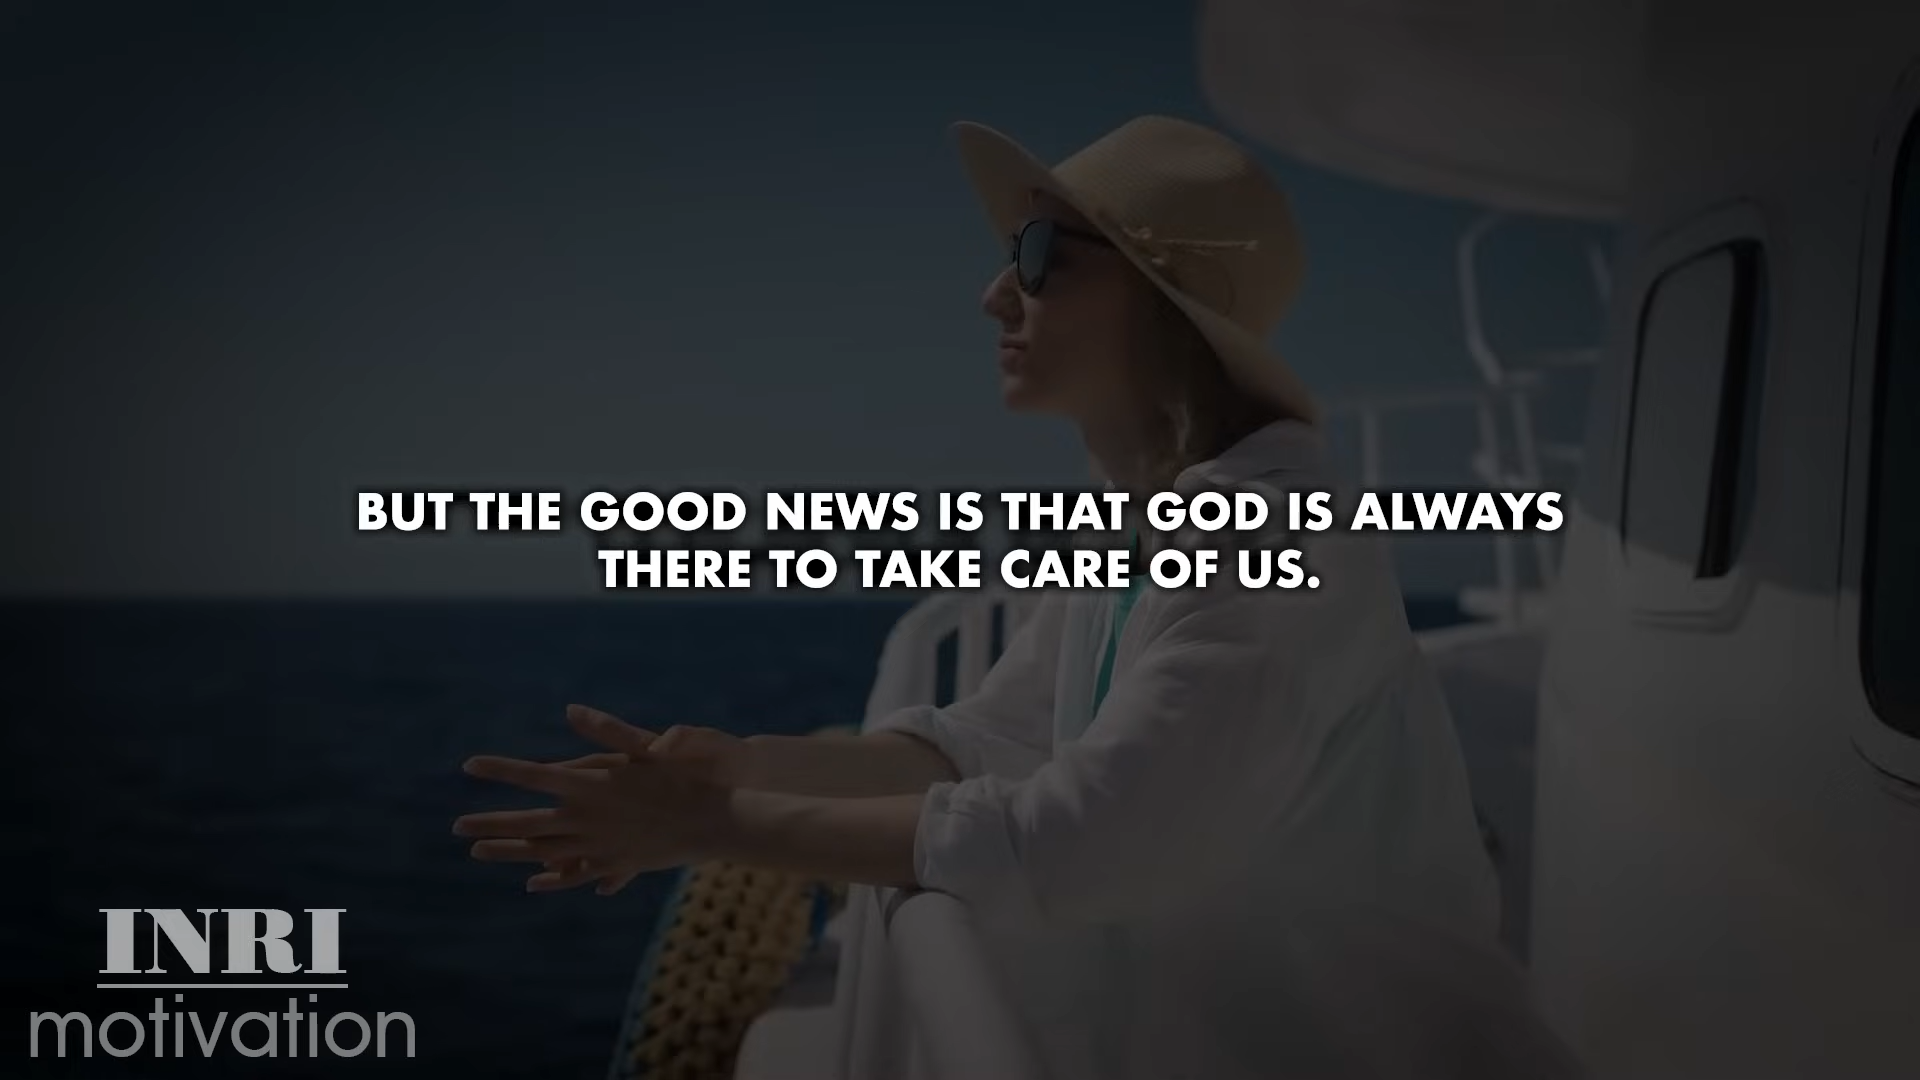 BUT THE GOOD NEWS IS THAT GOD IS ALWAYS
THERE TO TAKE CARE OF US.
INRI
motivation